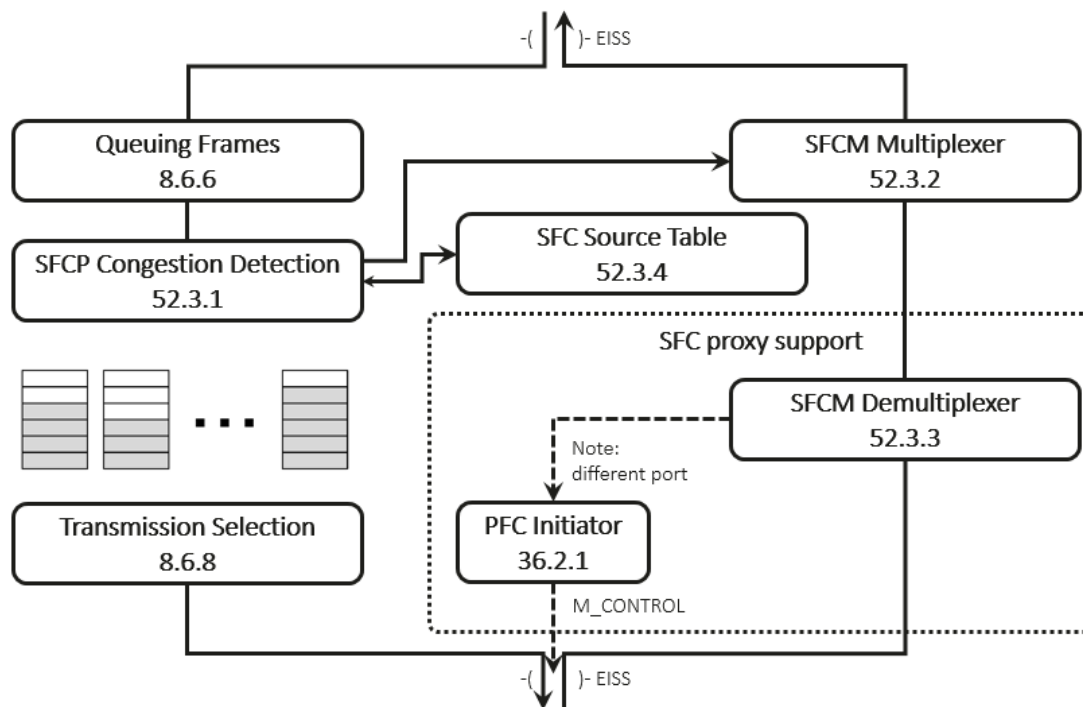 -( )- EISS
Queuing Frames
8.6.6
SFCM Multiplexer
52.3.2
SFC Source Table
52.3.4
SFCP Congestion Detection
52.3.1
SFC proxy support
SFCM Demultiplexer
52.3.3
Note:
different port
Transmission Selection
8.6.8
PFC Initiator
36.2.1
M_CONTROL
-( )- EISS